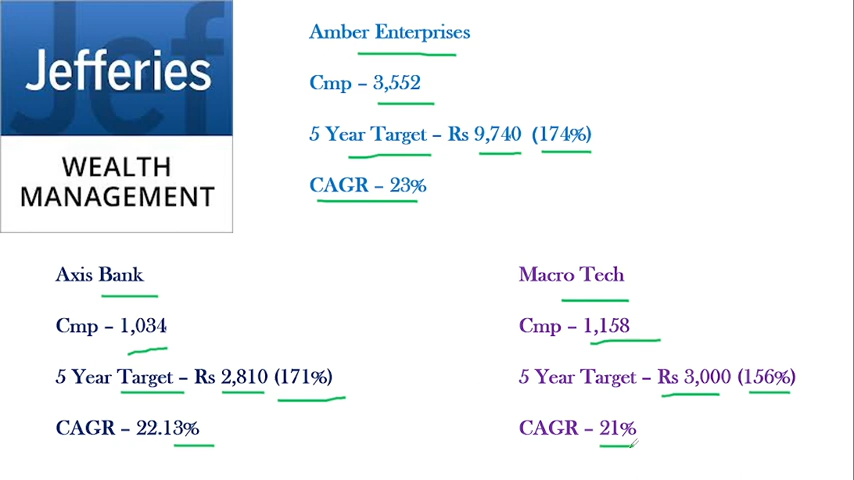 Jefferies
WEALTH
MANAGEMENT
Amber Enterprises
Cmp – 3,552
5 Year Target – Rs 9,740 (174%)
CAGR – 23%
Axis Bank
Cmp – 1,034
5 Year Target – Rs 2,810 (171%)
CAGR – 22.13%
Macro Tech
Cmp – 1,158
5 Year Target – Rs 3,000 (156%)
CAGR – 21%